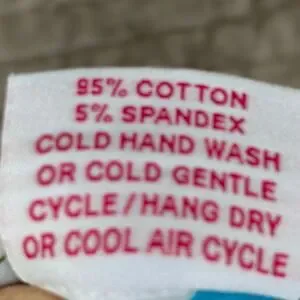 95% COTTON
5% SPANDEX
COLD HAND WASH
OR COLD GENTLE
CYCLE/HANG DRY
OR COOL AIR CYCLE